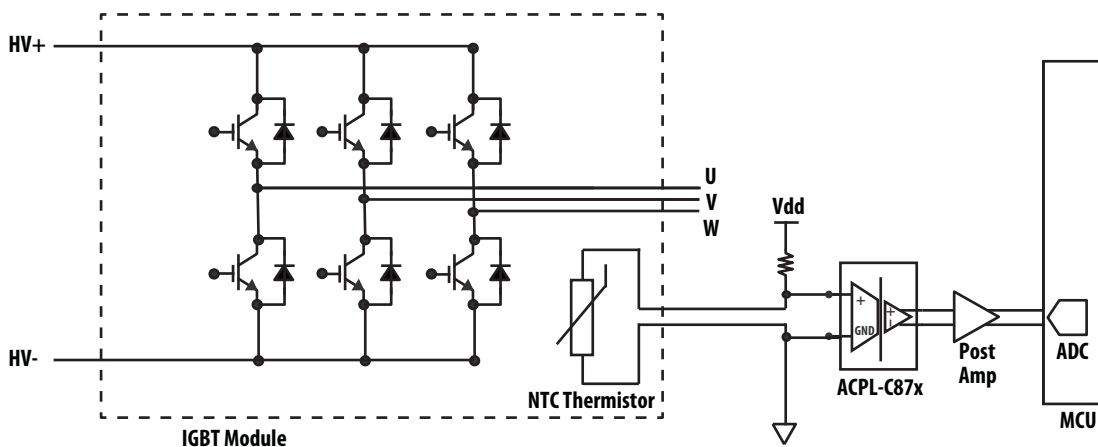 HV+
U
V
W
Vdd
+
GND
+
−
HV-
NTC Thermistor
ACPL-C87x
Post
Amp
ADC
MCU
IGBT Module